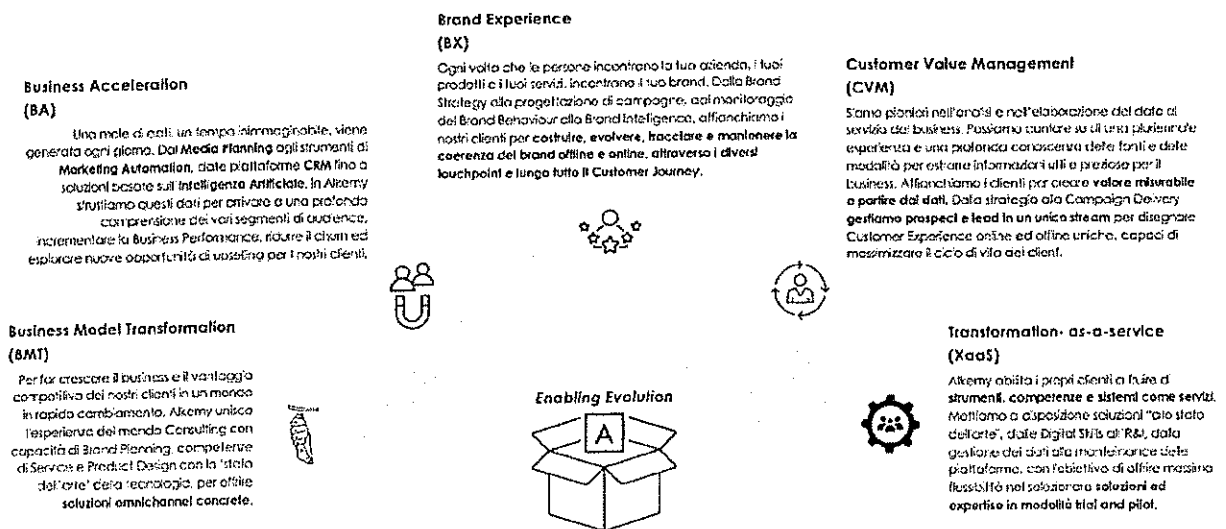 Brand Experience
(BX)
Ogni volta che le persone incontrano la tua azienda, i tuoi
prodotti e i tuoi servizi, incontrano il tuo brand. Dalla Brand
Strategy alla progettazione di campagne, dal monitoraggio
del Brand Behaviour alla Brand Intelligence, affianchiamo i
nostri clienti per costruire, evolvere, tracciare e mantenere la
coerenza del brand offline e online, attraverso i diversi
touchpoint e lungo tutto il Customer Journey.
Business Acceleration
(BA)
Una mole di dati, un tempo inimmaginabile, viene
generata ogni giorno. Dal Media Planning agli strumenti di
Marketing Automation, dalle piattaforme CRM fino a
soluzioni basate sull'Intelligenza Artificiale. In Alkemy
sfruttiamo questi dati per arrivare a una profonda
comprensione dei vari segmenti di audience,
incrementare la Business Performance, ridurre il churn ed
esplorare nuove opportunità di upselling per i nostri clienti.
Customer Value Management
(CVM)
Siamo pionieri nell'analisi e nell'elaborazione del dato al
servizio del business. Possiamo contare su di una pluriennale
esperienza e una profonda conoscenza delle fonti e delle
modalità per estrarre informazioni utili e preziose per il
business. Affianchiamo i clienti per creare valore misurabile
a partire dai dati. Dalla strategia alla Campaign Delivery
gestiamo prospect e lead in un unico stream per disegnare
Customer Experience online ed offline uniche, capaci di
massimizzare il ciclo di vita dei clienti.
Business Model Transformation
(BMT)
Per far crescere il business e il vantaggio
competitivo dei nostri clienti in un mondo
in rapido cambiamento, Alkemy unisce
l'esperienza del mondo Consulting con
capacità di Brand Planning, competenze
di Service e Product Design con lo "stato
dell'arte" della tecnologia, per offrire
soluzioni omnichannel concrete.
Enabling Evolution
A
Transformation- as-a-service
(XaaS)
Alkemy abilita i propri clienti a fruire di
strumenti, competenze e sistemi come servizi.
Mettiamo a disposizione soluzioni "allo stato
dell'arte", dalle Digital Skills all'R&I, dalla
gestione dei dati alla maintenance delle
piattaforme, con l'obiettivo di offrire massima
flessibilità nel selezionare soluzioni ed
expertise in modalità trial and pilot.